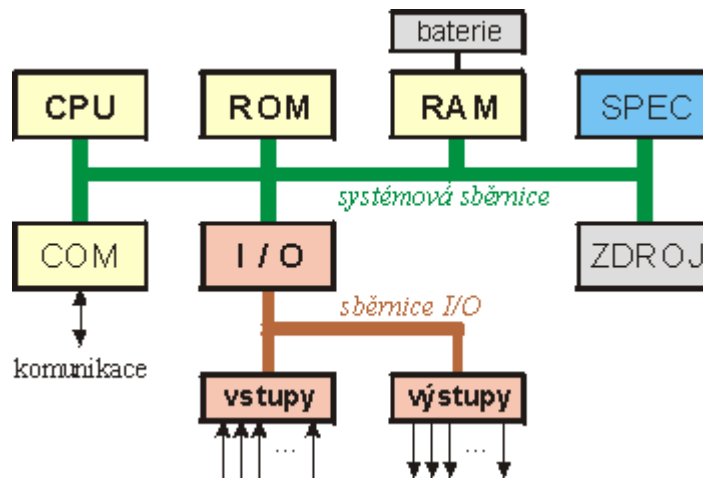 baterie
CPU
ROM
RAM
SPEC
systémová sběrnice
COM
I / O
ZDROJ
sběrnice I/O
komunikace
vstupy
výstupy
...
...